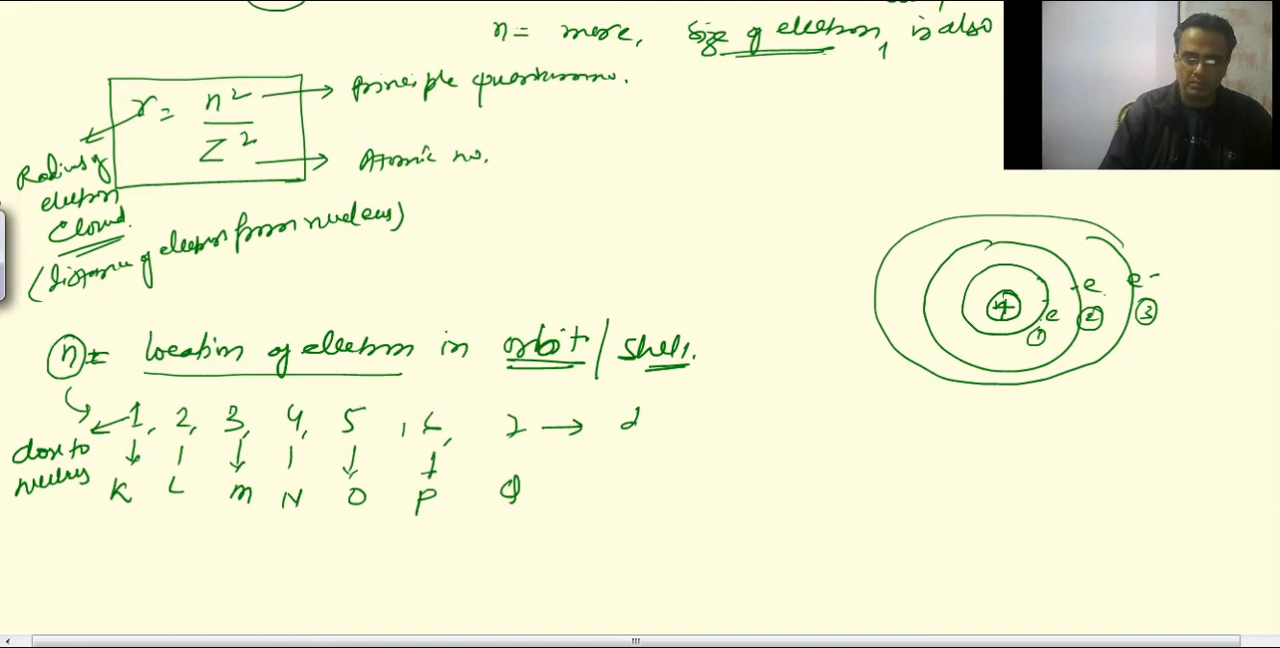 n = more, size of electron, is also
r = n²/Z² → Principle quantum no.
→ Atomic no.
Radius of
electron
cloud.
(distance of electron from nucleus)
n = location of electron in orbit / shell.
1, 2, 3, 4, 5, 6, 7 →
close to
nucleus
K L M N O P Q
+ e e e-
1 2 3